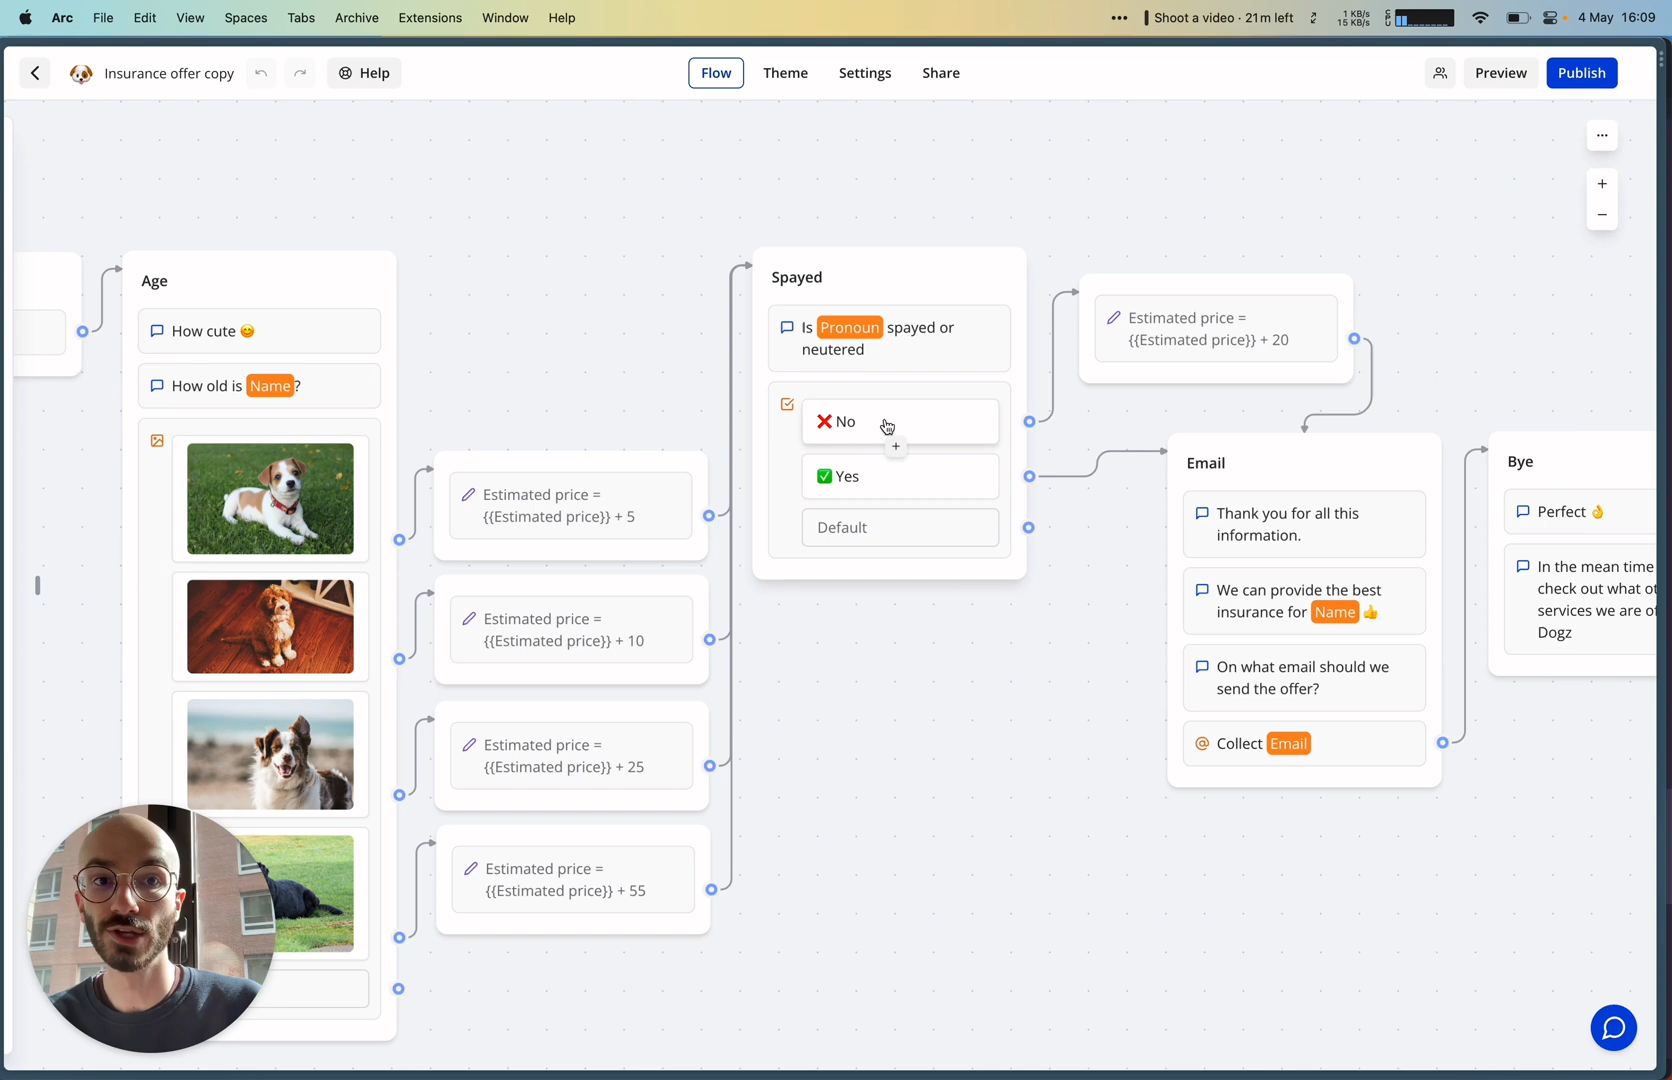 Arc File Edit View Spaces Tabs Archive Extensions Window Help
••• Shoot a video · 21m left
1 KB/s
15 KB/s
CPU
4 May 16:09
Insurance offer copy
Help
Flow
Theme
Settings
Share
Preview
Publish
Age
How cute 😊
How old is Name ?
Estimated price =
{{Estimated price}} + 5
Estimated price =
{{Estimated price}} + 10
Estimated price =
{{Estimated price}} + 25
Estimated price =
{{Estimated price}} + 55
Spayed
Is Pronoun spayed or
neutered
❌ No
✅ Yes
Default
Estimated price =
{{Estimated price}} + 20
Email
Thank you for all this
information.
We can provide the best
insurance for Name 👍
On what email should we
send the offer?
Collect Email
Bye
Perfect 👌
In the mean time
check out what ot
services we are of
Dogz